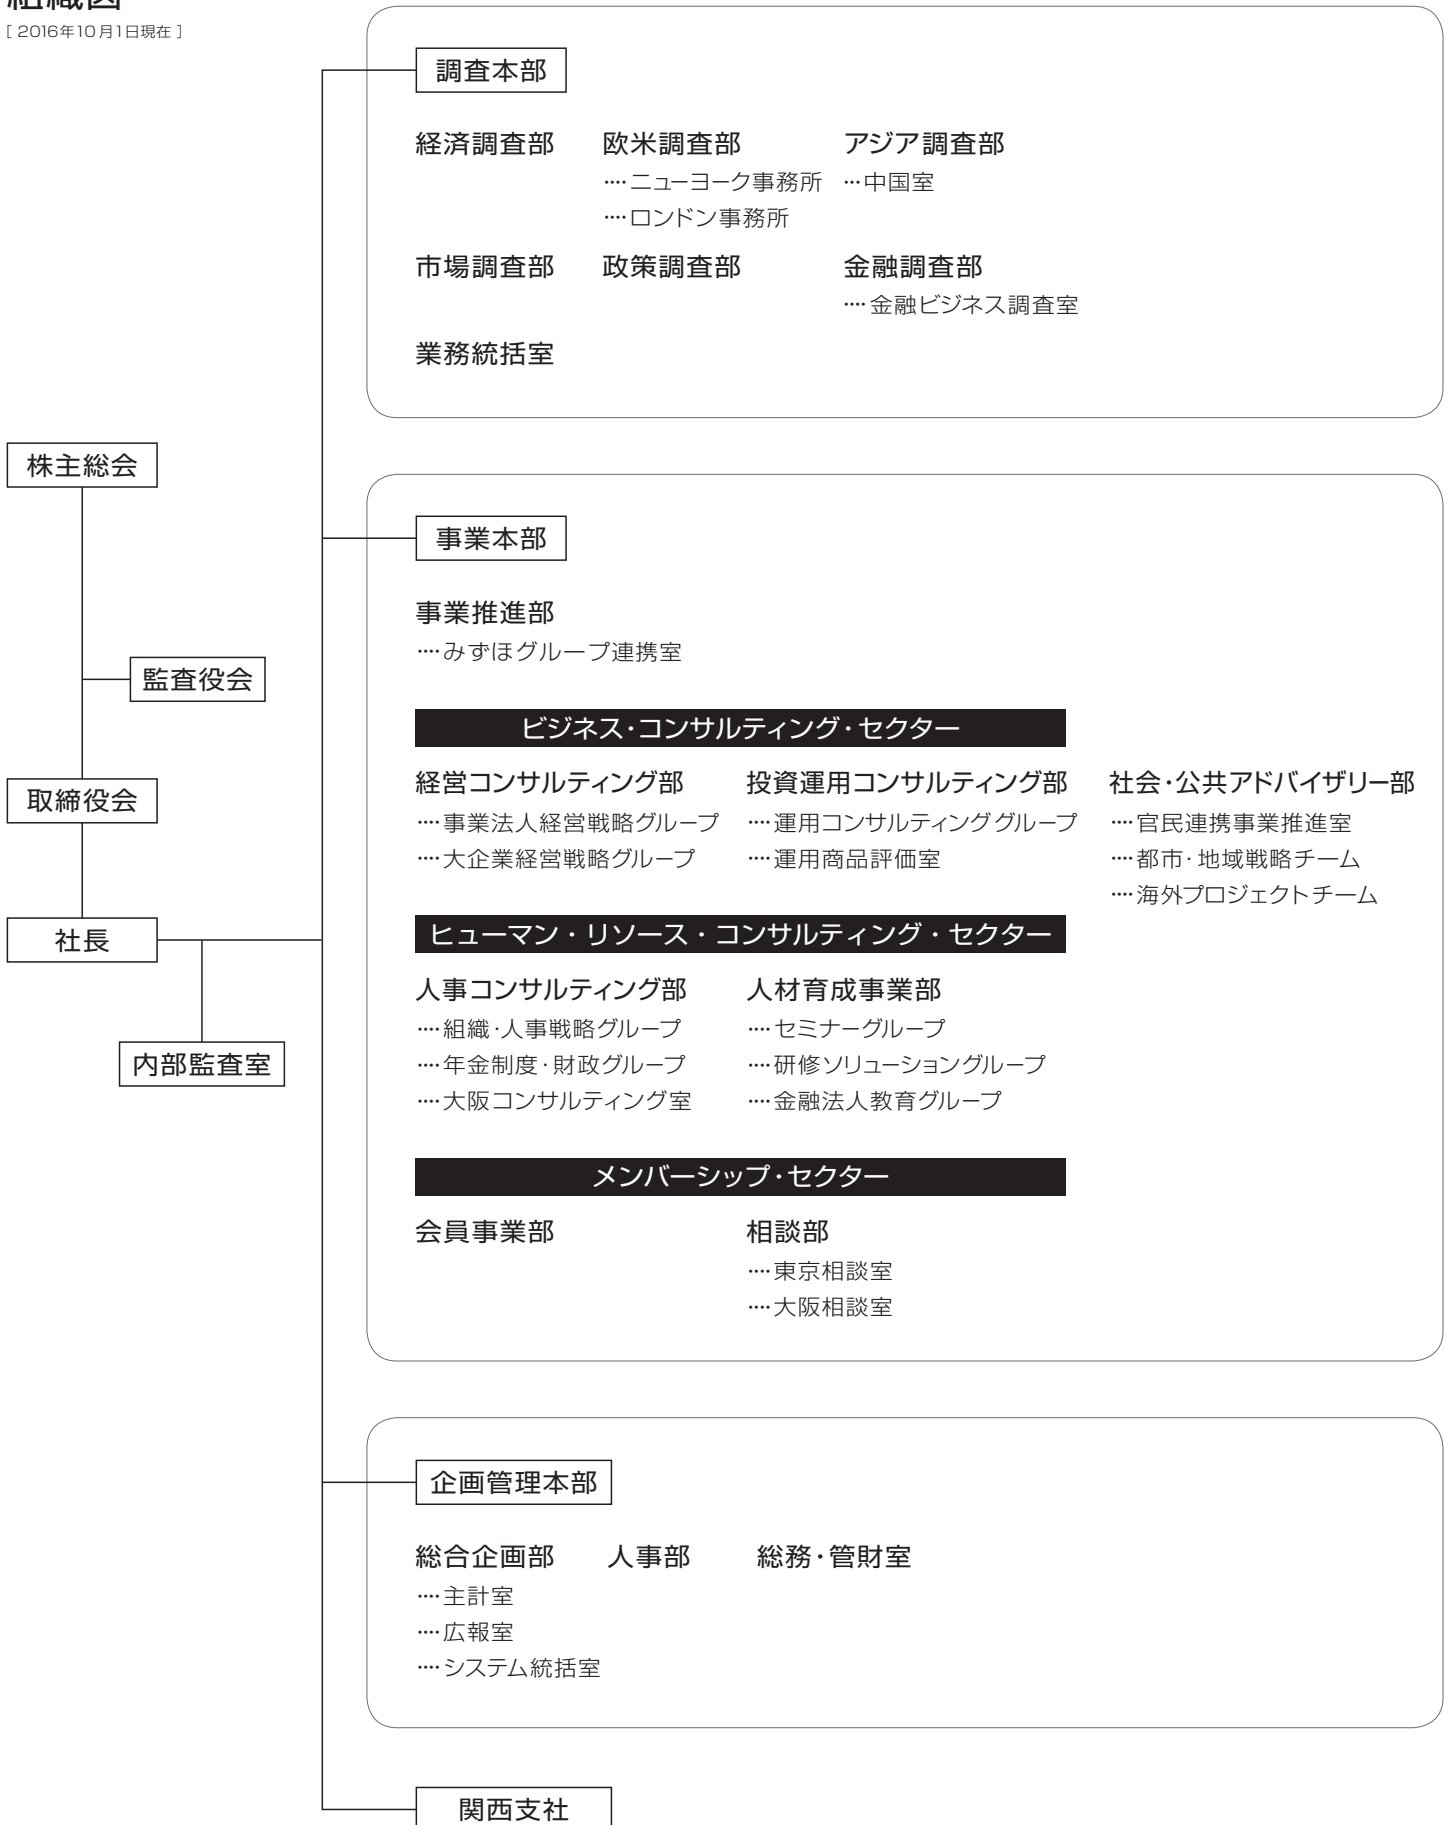 組織図
[ 2016年10月1日現在 ]
調査本部
経済調査部 欧米調査部 アジア調査部
····ニューヨーク事務所 ···中国室
····ロンドン事務所
市場調査部 政策調査部 金融調査部
····金融ビジネス調査室
業務統括室
株主総会
監査役会
取締役会
社長
内部監査室
事業本部
事業推進部
····みずほグループ連携室
ビジネス・コンサルティング・セクター
経営コンサルティング部 投資運用コンサルティング部 社会・公共アドバイザリー部
····事業法人経営戦略グループ ····運用コンサルティンググループ ····官民連携事業推進室
····大企業経営戦略グループ ····運用商品評価室 ····都市・地域戦略チーム
····海外プロジェクトチーム
ヒューマン・リソース・コンサルティング・セクター
人事コンサルティング部 人材育成事業部
····組織・人事戦略グループ ····セミナーグループ
····年金制度・財政グループ ····研修ソリューショングループ
····大阪コンサルティング室 ····金融法人教育グループ
メンバーシップ・セクター
会員事業部 相談部
····東京相談室
····大阪相談室
企画管理本部
総合企画部 人事部 総務・管財室
····主計室
····広報室
····システム統括室
関西支社